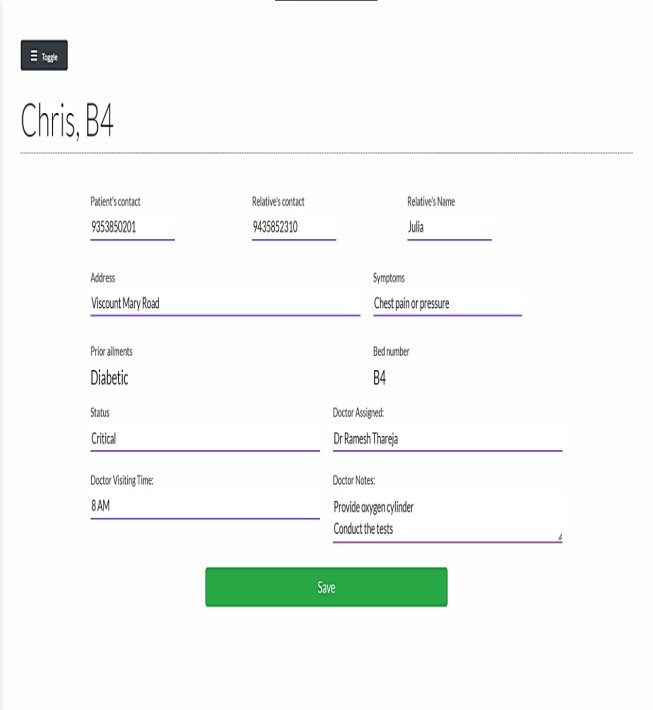 Toggle
Chris, B4
Patient's contact Relative's contact Relative's Name
9353850201 9435852310 Julia
Address Symptoms
Viscount Mary Road Chest pain or pressure
Prior ailments Bed number
Diabetic B4
Status Doctor Assigned:
Critical Dr Ramesh Thareja
Doctor Visiting Time: Doctor Notes:
8 AM Provide oxygen cylinder
Conduct the tests
Save